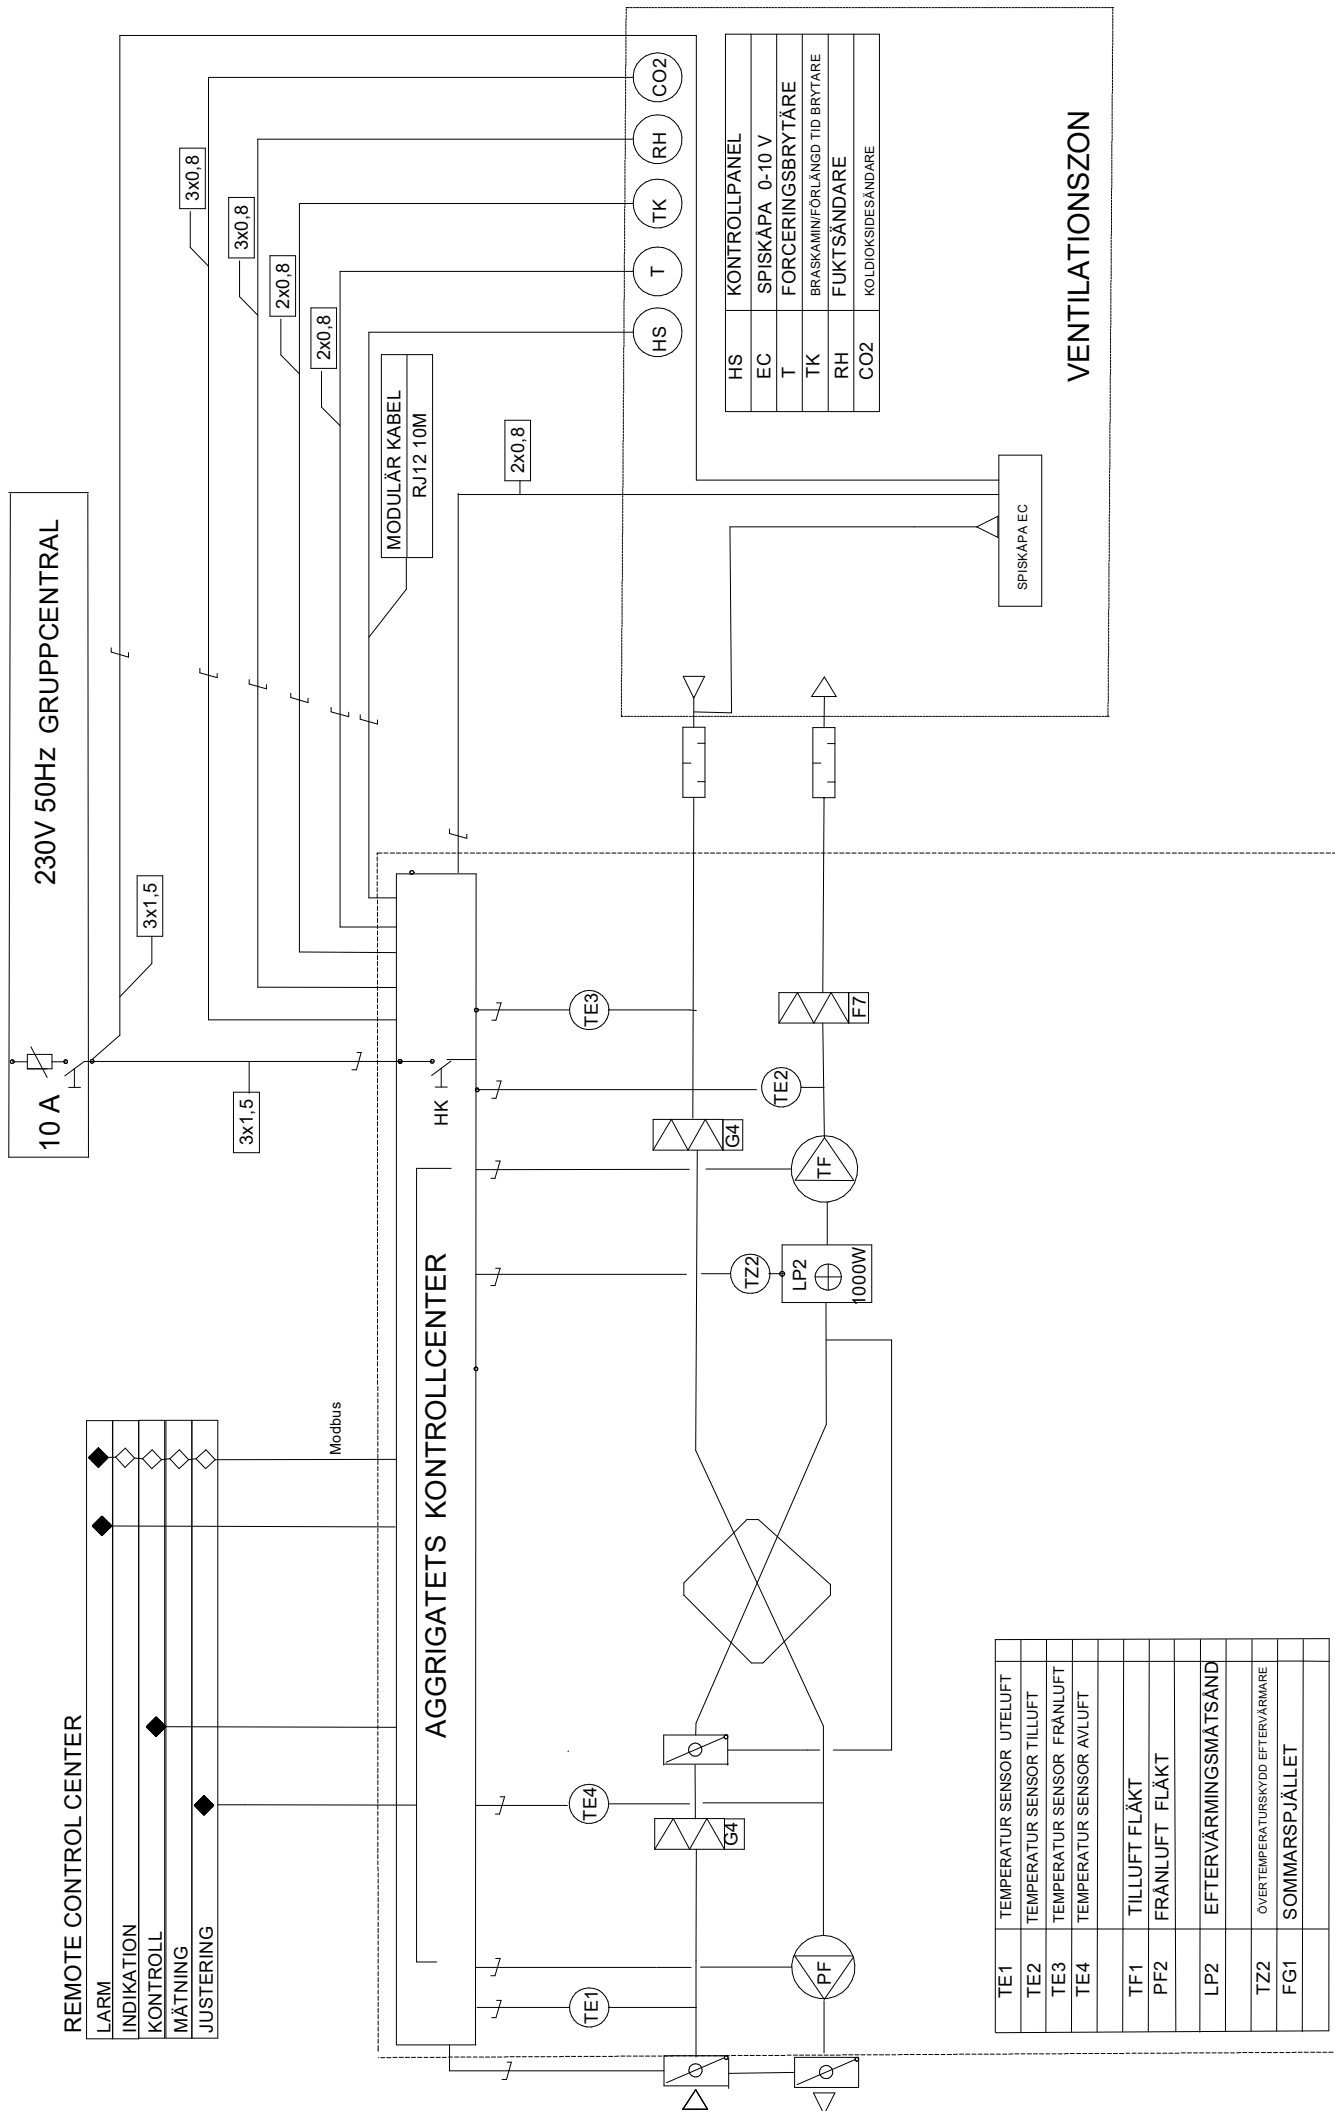 230V 50Hz GRUPPCENTRAL
10 A
3x1,5
3x1,5
3x0,8
3x0,8
2x0,8
2x0,8
MODULÄR KABEL
RJ12 10M
2x0,8
CO2
RH
TK
T
HS
HS KONTROLLPANEL
EC SPISKÅPA 0-10 V
T FORCERINGSBRYTÄRE
TK BRASKAMIN/FÖRLÄNGD TID BRYTARE
RH FUKTSÄNDARE
CO2 KOLDIOKSIDESÄNDARE
VENTILATIONSZON
SPISKÅPA EC
REMOTE CONTROL CENTER
LARM
INDIKATION
KONTROLL
MÄTNING
JUSTERING
Modbus
AGGRIGATETS KONTROLLCENTER
HK
TE3
TE2
F7
G4
TF
TZ2
LP2
1000W
TE4
G4
PF
TE1
TE1 TEMPERATUR SENSOR UTELUFT
TE2 TEMPERATUR SENSOR TILLUFT
TE3 TEMPERATUR SENSOR FRÅNLUFT
TE4 TEMPERATUR SENSOR AVLUFT
TF1 TILLUFT FLÄKT
PF2 FRÅNLUFT FLÄKT
LP2 EFTERVÄRMINGSMÅTSÅND
TZ2 ÖVERTEMPERATURSKYDD EFTERVÄRMARE
FG1 SOMMARSPJÄLLET